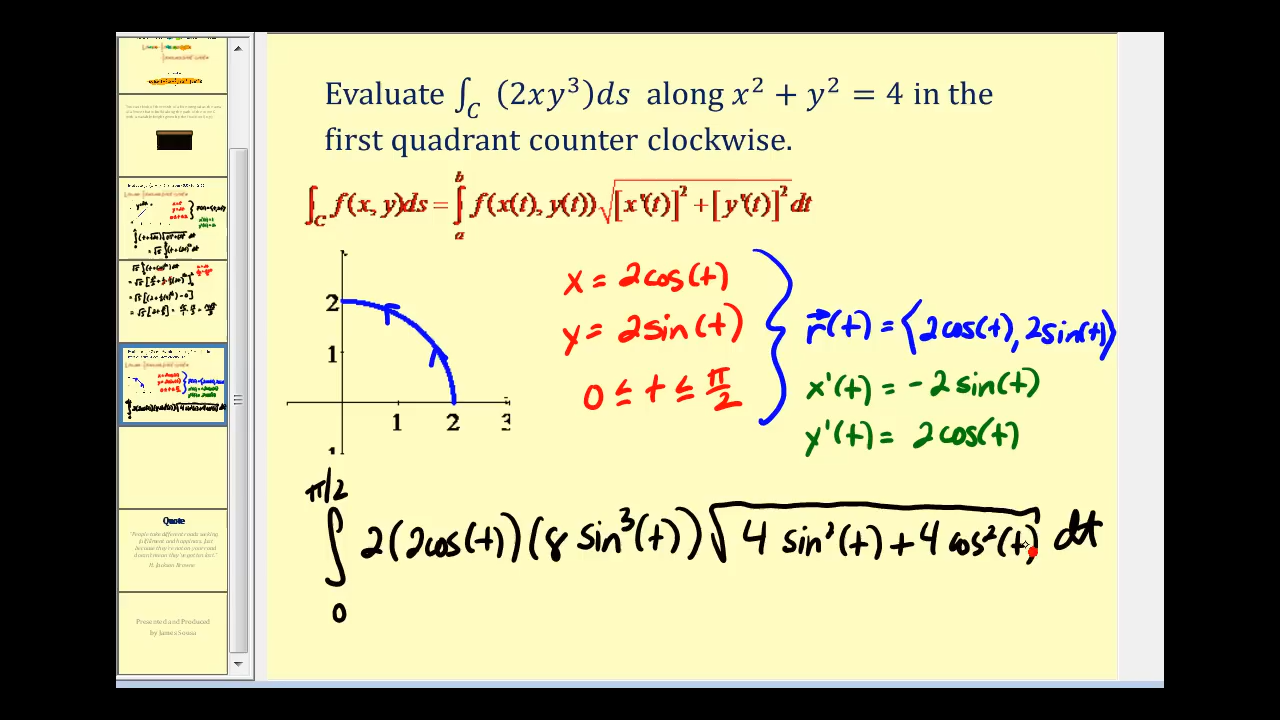 Evaluate ∫_C (2xy³)ds along x² + y² = 4 in the
first quadrant counter clockwise.
∫_C f(x, y)ds = ∫_a^b f(x(t), y(t)) √([x'(t)]² + [y'(t)]²) dt
x = 2cos(t)
y = 2sin(t)
0 ≤ t ≤ π/2
r⃗(t) = ⟨2cos(t), 2sin(t)⟩
x'(t) = -2sin(t)
y'(t) = 2cos(t)
2
1
1 2 3
-1
∫_0^{π/2} 2(2cos(t))(8 sin³(t)) √(4 sin²(t) + 4 cos²(t)) dt
Quote
Presented and Produced
by James Sousa